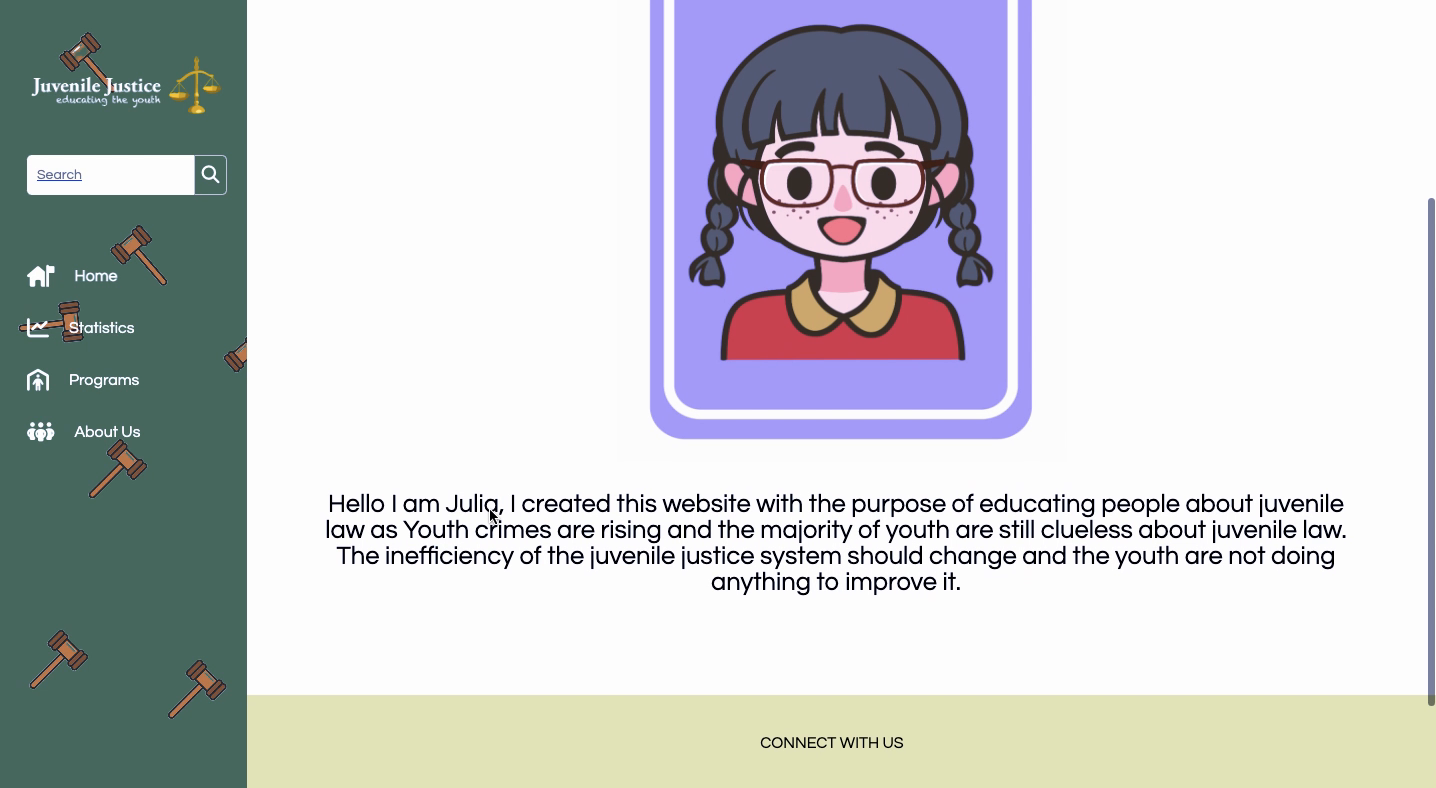 Juvenile Justice
educating the youth
Search
Home
Statistics
Programs
About Us
Hello I am Julia, I created this website with the purpose of educating people about juvenile
law as Youth crimes are rising and the majority of youth are still clueless about juvenile law.
The inefficiency of the juvenile justice system should change and the youth are not doing
anything to improve it.
CONNECT WITH US